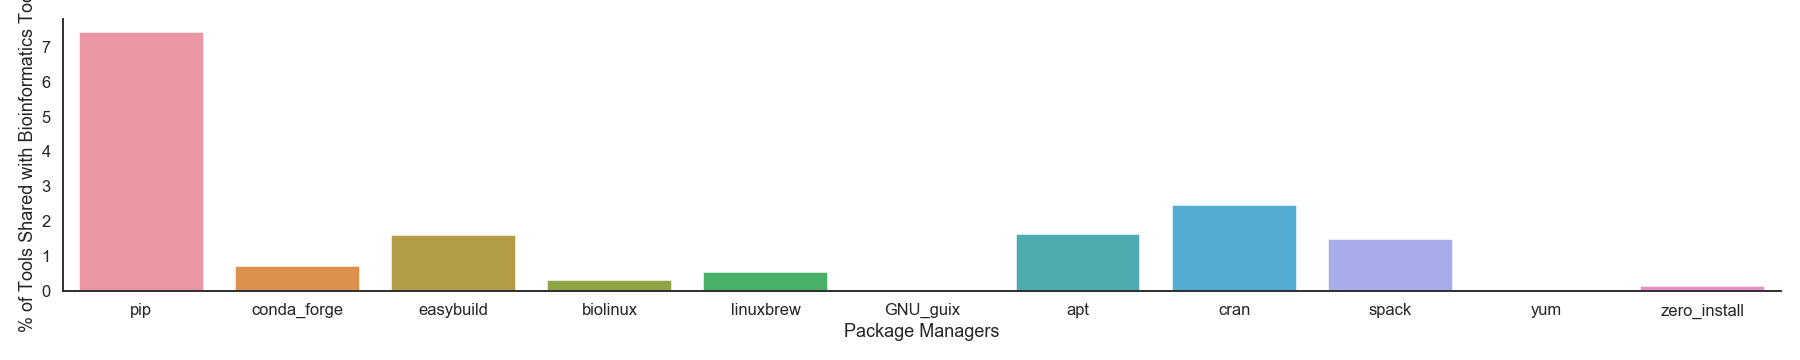 % of Tools Shared with Bioinformatics
7
6
5
4
3
2
1
0
pip conda_forge easybuild biolinux linuxbrew GNU_guix apt cran spack yum zero_install
Package Managers